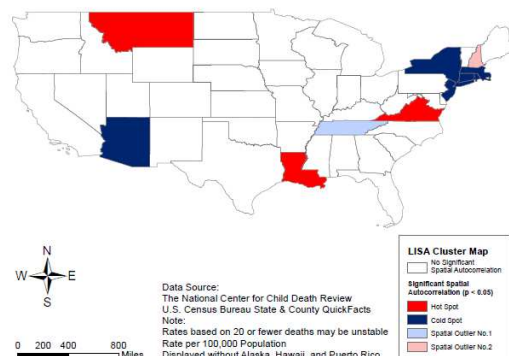 N
W E
S
0 200 400 800
Miles
Data Source:
The National Center for Child Death Review
U.S. Census Bureau State & County QuickFacts
Note:
Rates based on 20 or fewer deaths may be unstable
Rate per 100,000 Population
Displayed without Alaska, Hawaii, and Puerto Rico
LISA Cluster Map
No Significant
Spatial Autocorrelation
Significant Spatial
Autocorrelation (p < 0.05)
Hot Spot
Cold Spot
Spatial Outlier No.1
Spatial Outlier No.2